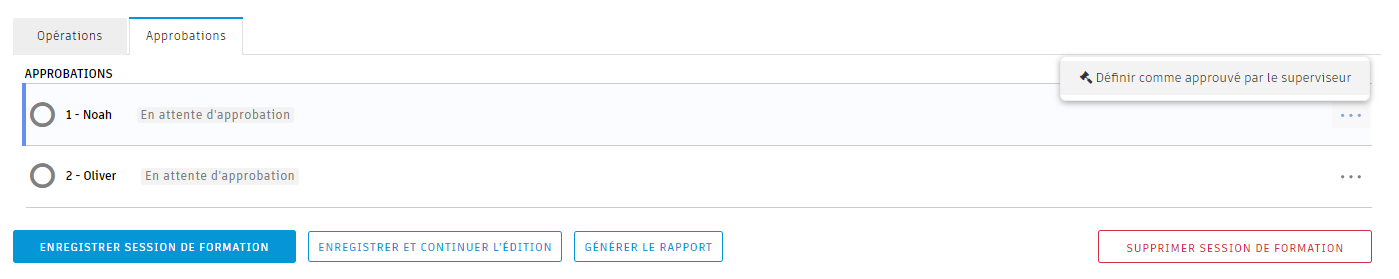 Opérations
Approbations
APPROBATIONS
Définir comme approuvé par le superviseur
1 - Noah
En attente d'approbation
2 - Oliver
En attente d'approbation
ENREGISTRER SESSION DE FORMATION
ENREGISTRER ET CONTINUER L'ÉDITION
GÉNÉRER LE RAPPORT
SUPPRIMER SESSION DE FORMATION